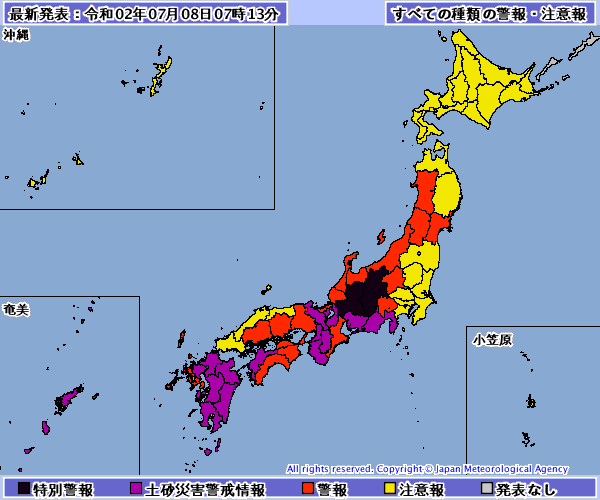 最新発表：令和02年07月08日07時13分
すべての種類の警報・注意報
沖縄
奄美
小笠原
All rights reserved. Copyright © Japan Meteorological Agency
特別警報
土砂災害警戒情報
警報
注意報
発表なし